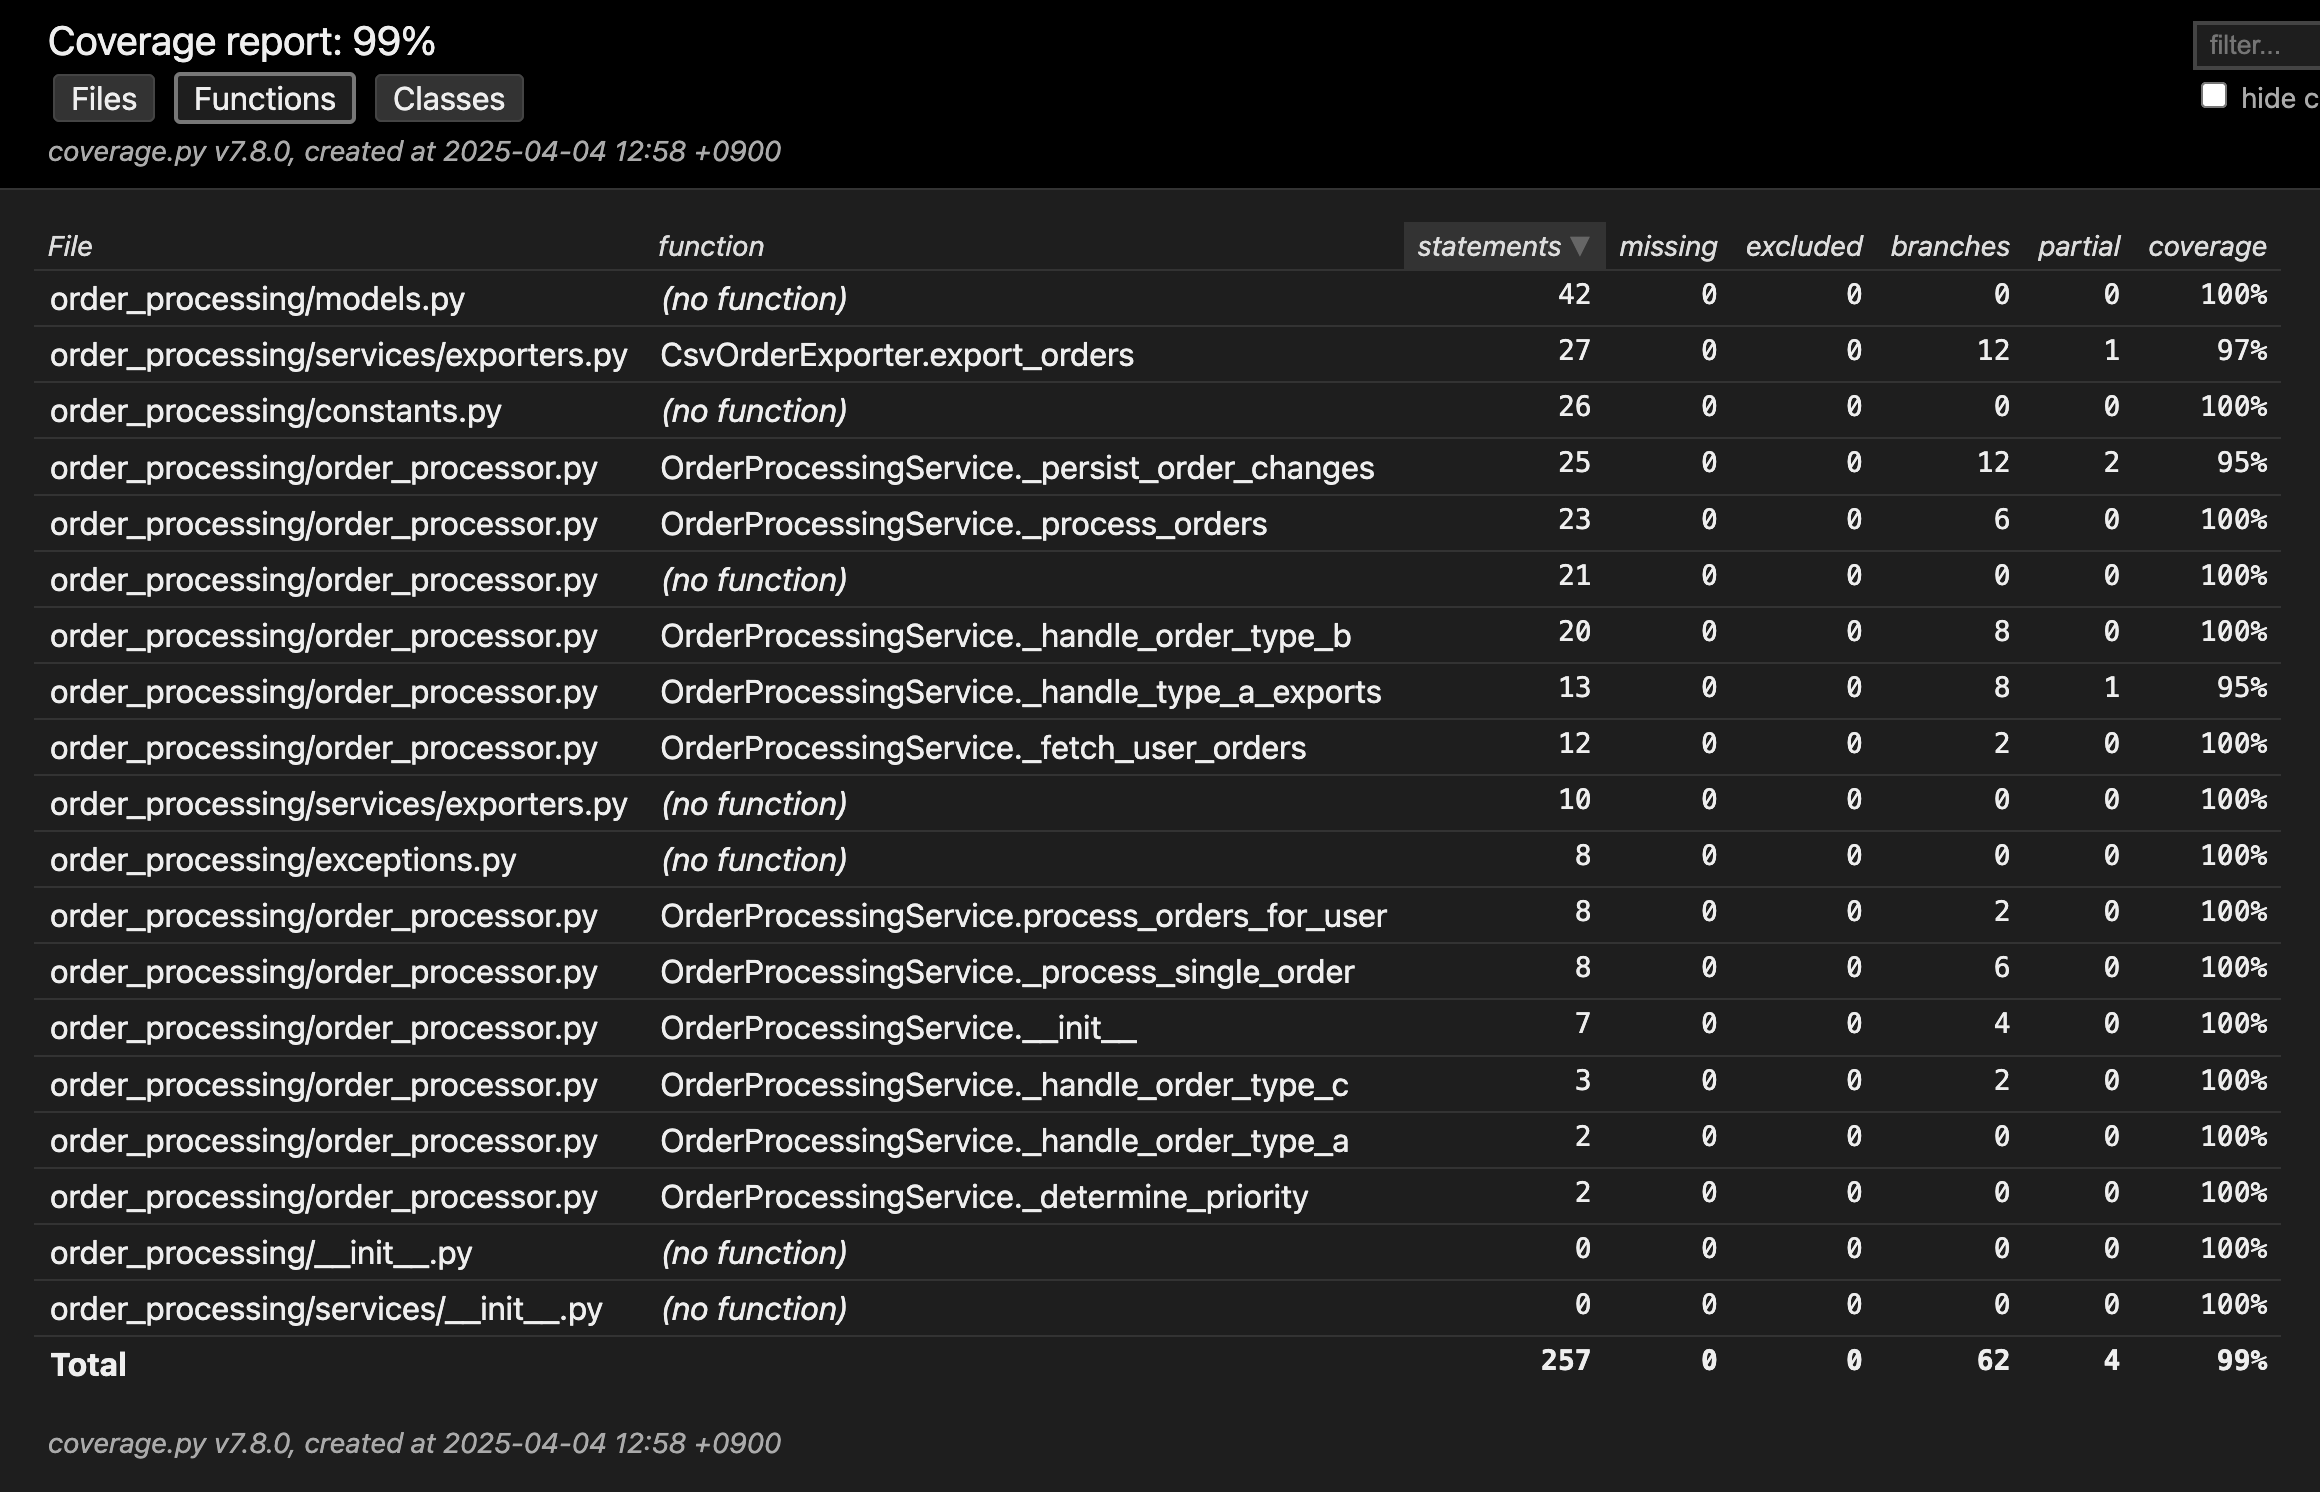 Coverage report: 99%
filter...
Files Functions Classes
hide c
coverage.py v7.8.0, created at 2025-04-04 12:58 +0900
File function statements ▼ missing excluded branches partial coverage
order_processing/models.py (no function) 42 0 0 0 0 100%
order_processing/services/exporters.py CsvOrderExporter.export_orders 27 0 0 12 1 97%
order_processing/constants.py (no function) 26 0 0 0 0 100%
order_processing/order_processor.py OrderProcessingService._persist_order_changes 25 0 0 12 2 95%
order_processing/order_processor.py OrderProcessingService._process_orders 23 0 0 6 0 100%
order_processing/order_processor.py (no function) 21 0 0 0 0 100%
order_processing/order_processor.py OrderProcessingService._handle_order_type_b 20 0 0 8 0 100%
order_processing/order_processor.py OrderProcessingService._handle_type_a_exports 13 0 0 8 1 95%
order_processing/order_processor.py OrderProcessingService._fetch_user_orders 12 0 0 2 0 100%
order_processing/services/exporters.py (no function) 10 0 0 0 0 100%
order_processing/exceptions.py (no function) 8 0 0 0 0 100%
order_processing/order_processor.py OrderProcessingService.process_orders_for_user 8 0 0 2 0 100%
order_processing/order_processor.py OrderProcessingService._process_single_order 8 0 0 6 0 100%
order_processing/order_processor.py OrderProcessingService.__init__ 7 0 0 4 0 100%
order_processing/order_processor.py OrderProcessingService._handle_order_type_c 3 0 0 2 0 100%
order_processing/order_processor.py OrderProcessingService._handle_order_type_a 2 0 0 0 0 100%
order_processing/order_processor.py OrderProcessingService._determine_priority 2 0 0 0 0 100%
order_processing/__init__.py (no function) 0 0 0 0 0 100%
order_processing/services/__init__.py (no function) 0 0 0 0 0 100%
Total 257 0 0 62 4 99%
coverage.py v7.8.0, created at 2025-04-04 12:58 +0900